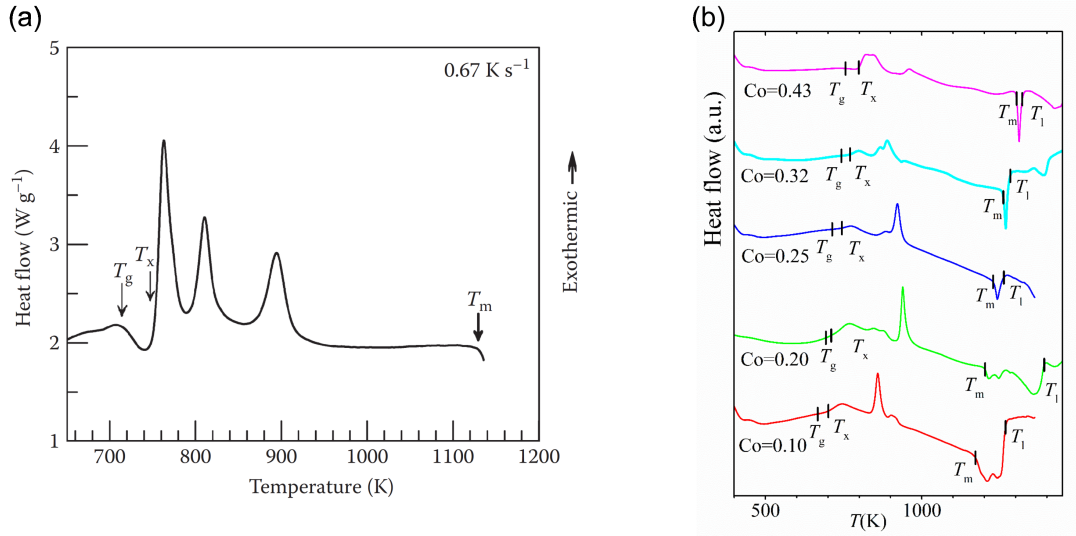 (a)
5
4
3
2
1
Heat flow (W g⁻¹)
0.67 K s⁻¹
Tg
Tx
Tm
700
800
900
1000
1100
1200
Temperature (K)
Exothermic
(b)
Heat flow (a.u.)
Co=0.43
Tg
Tx
Tm
Tl
Co=0.32
Tg
Tx
Tm
Tl
Co=0.25
Tg
Tx
Tm
Tl
Co=0.20
Tg
Tx
Tm
Tl
Co=0.10
Tg
Tx
Tm
Tl
500
1000
T(K)